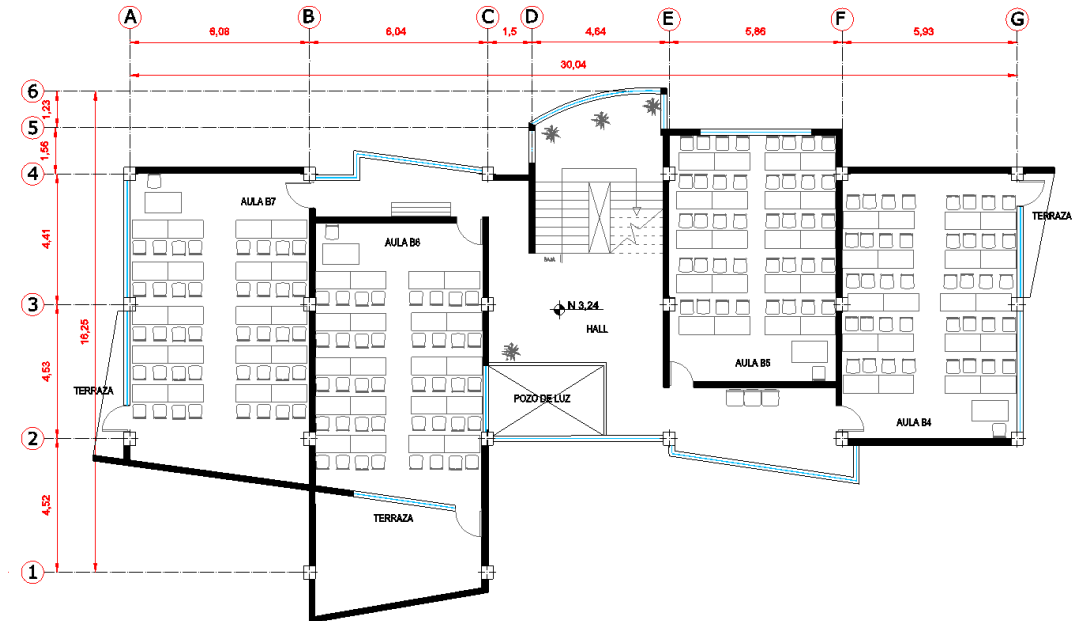 A B C D E F G
6,08 6,04 1,5 4,64 5,86 5,93
30,04
6
1,23
5
1,56
4
AULA B7
AULA B6
TERRAZA
4,41
BAJA
3
N 3,24
HALL
16,25
4,53
AULA B5
TERRAZA
POZO DE LUZ
AULA B4
2
4,52
TERRAZA
1